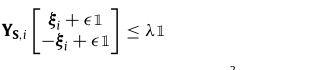 𝐘_{𝐒,i} [ ξ_i + ϵ𝟙 ; −ξ_i + ϵ𝟙 ] ≤ λ𝟙